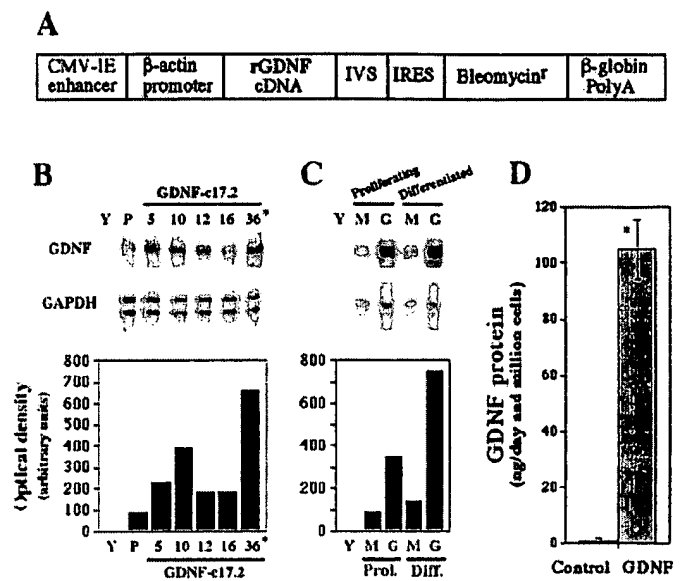 A
CMV-IE enhancer β-actin promoter rGDNF cDNA IVS IRES Bleomycinʳ β-globin PolyA
B
GDNF-c17.2
Y P 5 10 12 16 36*
GDNF
GAPDH
Optical density
(arbitrary units)
800
700
600
500
400
300
200
100
0
Y P 5 10 12 16 36*
GDNF-c17.2
C
Proliferating Differentiated
Y M G M G
800
600
400
200
0
Y M G M G
Prol. Diff.
D
GDNF protein
(ng/day and million cells)
120
100
80
60
40
20
0
*
Control GDNF